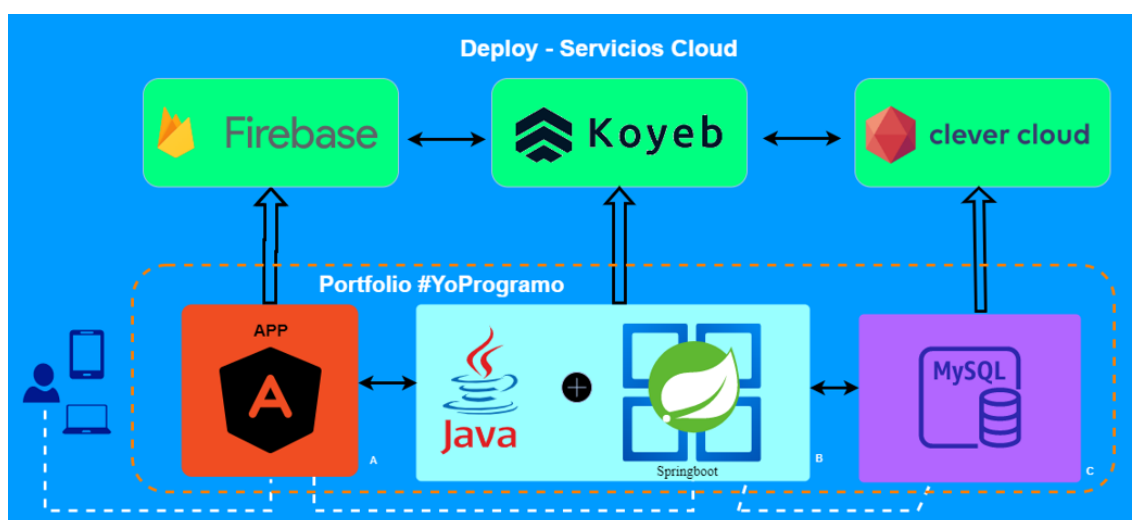 Deploy - Servicios Cloud
Firebase
Koyeb
clever cloud
Portfolio #YoProgramo
APP
A
Java
Springboot
MySQL
A
B
C